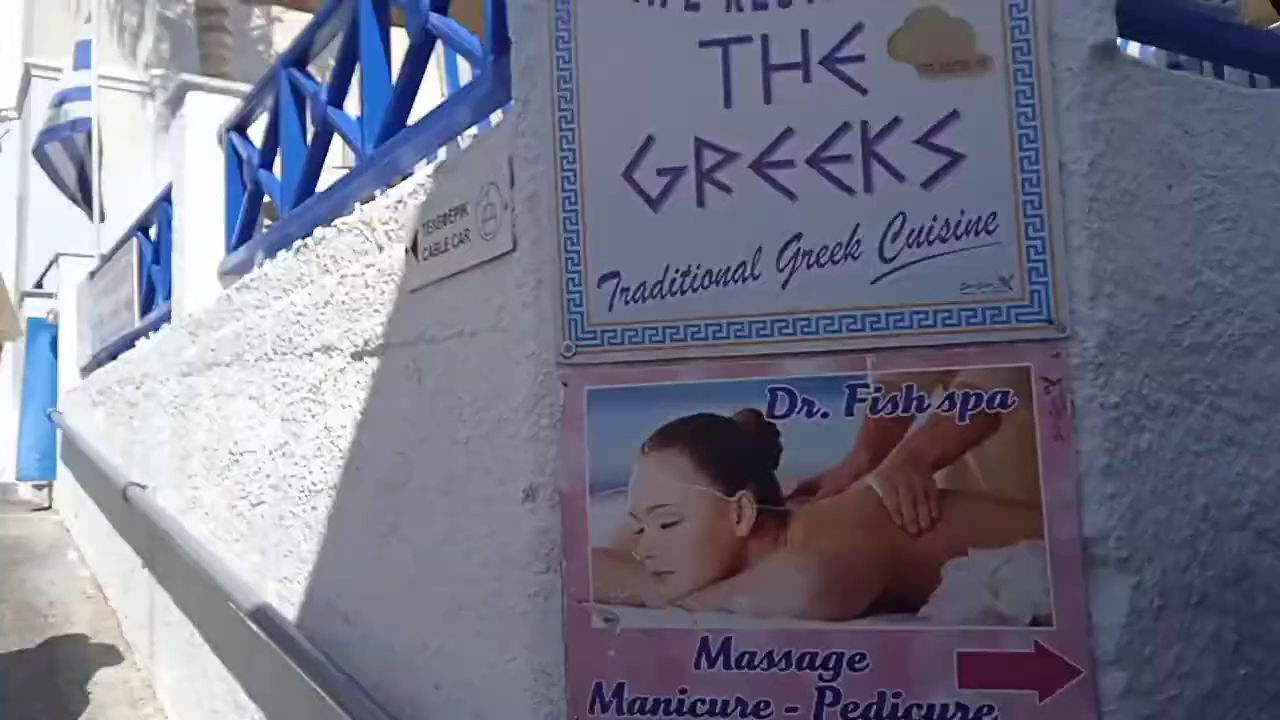 THE
GREEKS
Traditional Greek Cuisine
ΤΕΛΕΦΕΡΙΚ
CABLE CAR
Dr. Fish spa
Massage
Manicure - Pedicure